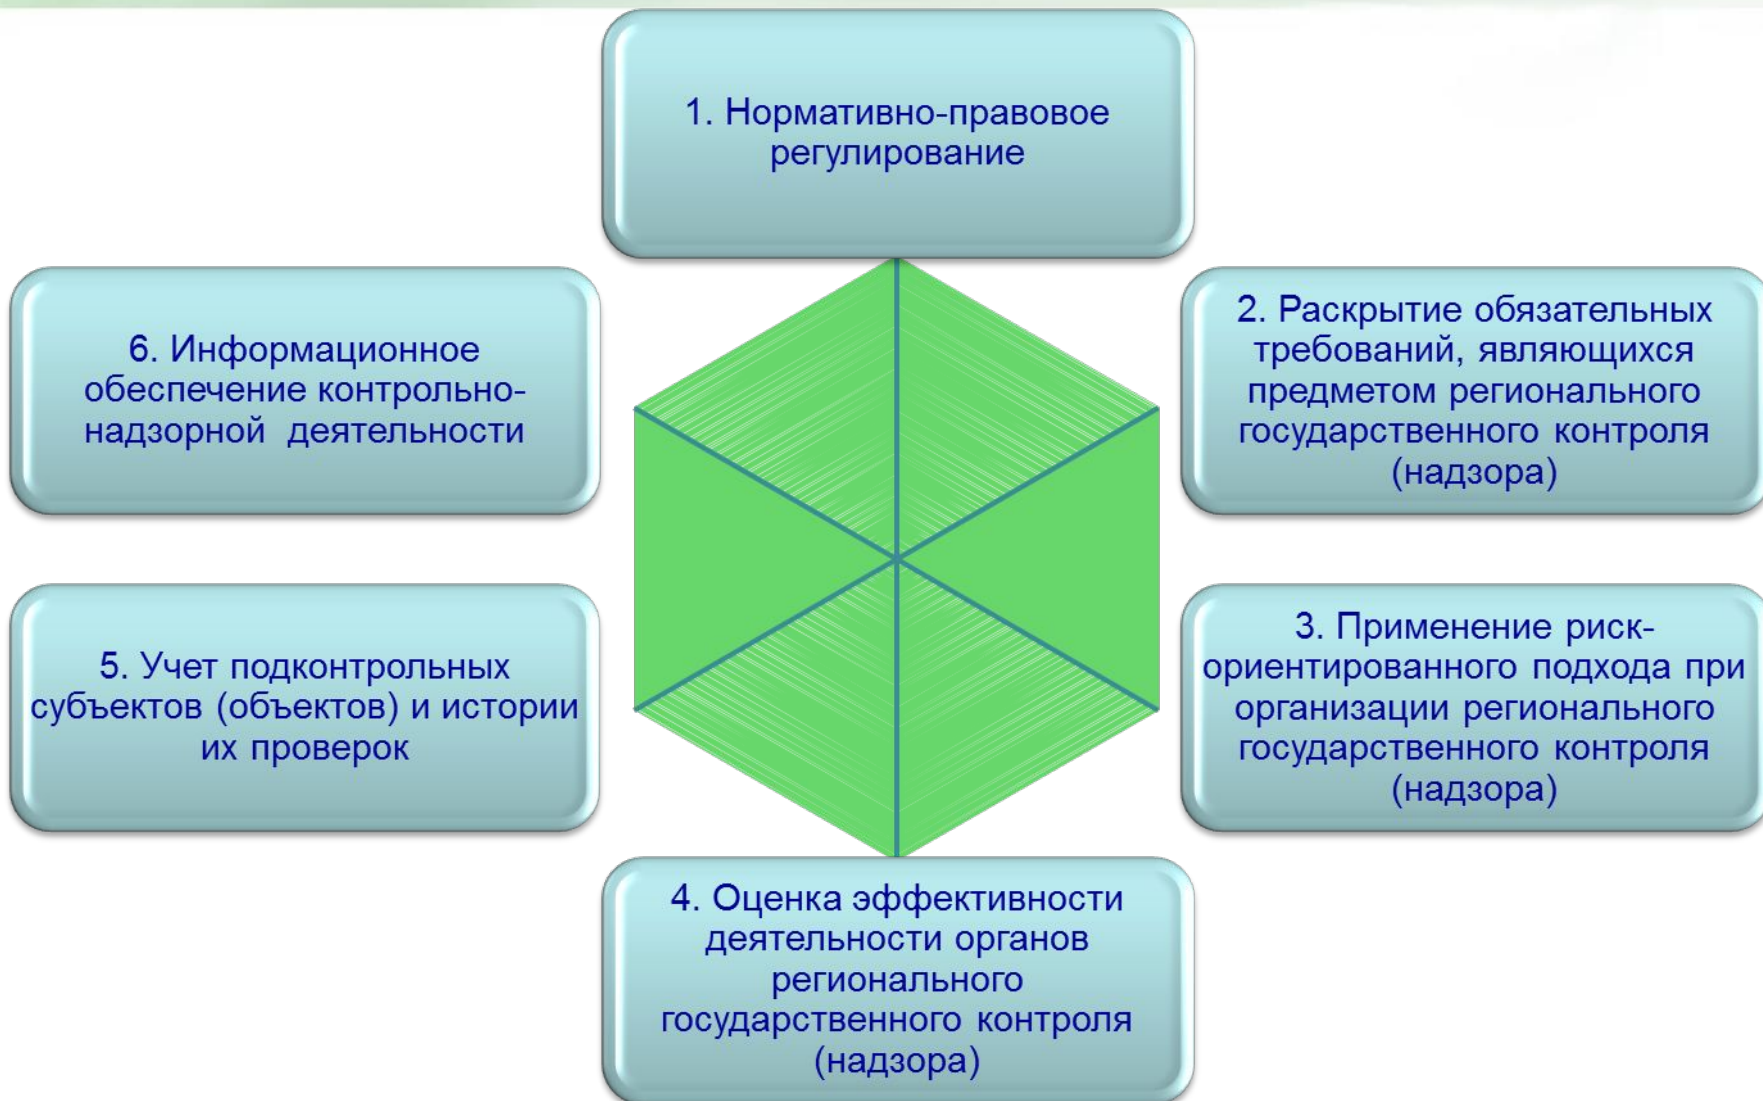 1. Нормативно-правовое
регулирование
2. Раскрытие обязательных
требований, являющихся
предметом регионального
государственного контроля
(надзора)
3. Применение риск-
ориентированного подхода при
организации регионального
государственного контроля
(надзора)
4. Оценка эффективности
деятельности органов
регионального
государственного контроля
(надзора)
5. Учет подконтрольных
субъектов (объектов) и истории
их проверок
6. Информационное
обеспечение контрольно-
надзорной деятельности